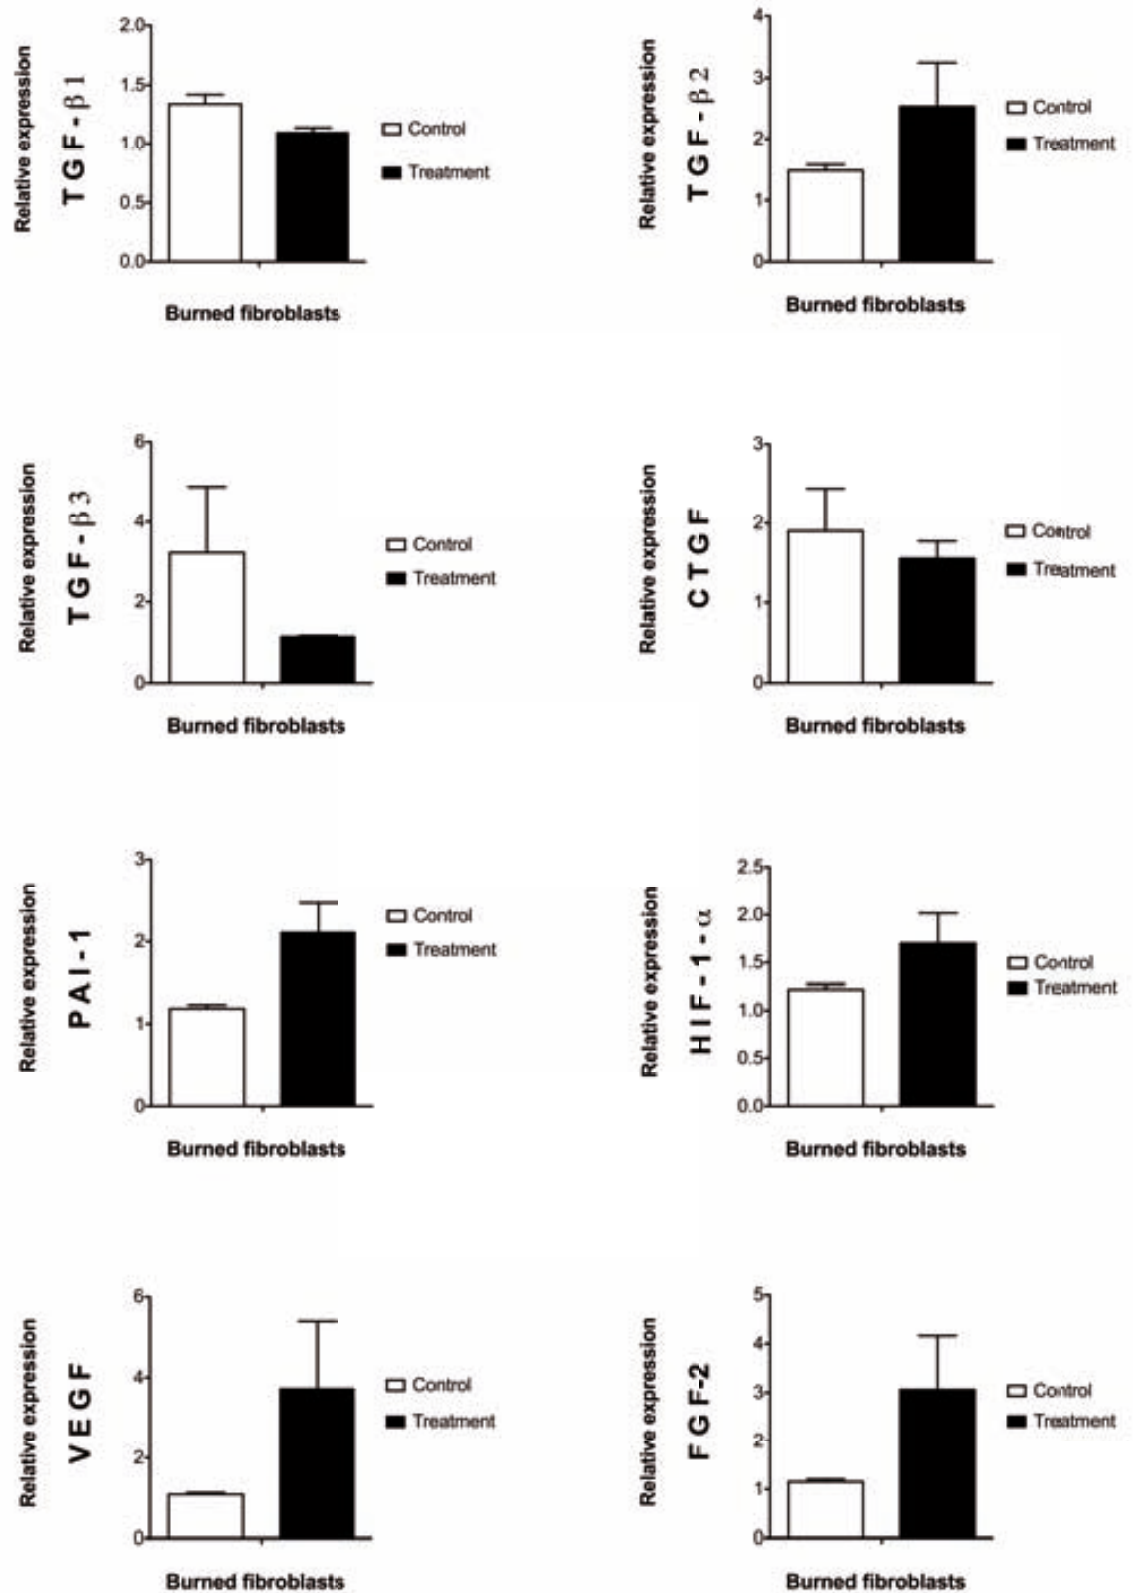 Relative expression
TGF-β1
2.0
1.5
1.0
0.5
0.0
Control
Treatment
Burned fibroblasts
Relative expression
TGF-β2
4
3
2
1
0
Control
Treatment
Burned fibroblasts
Relative expression
TGF-β3
6
4
2
0
Control
Treatment
Burned fibroblasts
Relative expression
CTGF
3
2
1
0
Control
Treatment
Burned fibroblasts
Relative expression
PAI-1
3
2
1
0
Control
Treatment
Burned fibroblasts
Relative expression
HIF-1-α
2.5
2.0
1.5
1.0
0.5
0.0
Control
Treatment
Burned fibroblasts
Relative expression
VEGF
6
4
2
0
Control
Treatment
Burned fibroblasts
Relative expression
FGF-2
5
4
3
2
1
0
Control
Treatment
Burned fibroblasts